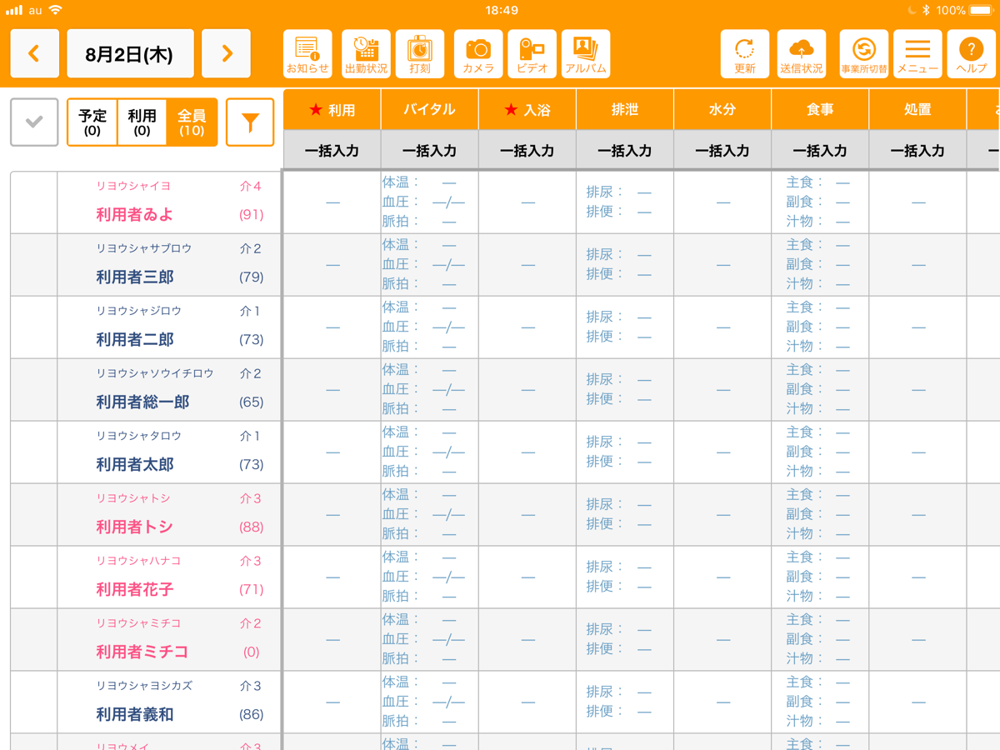 au
18:49
100%
8月2日(木)
お知らせ
出勤状況
打刻
カメラ
ビデオ
アルバム
更新
送信状況
事業所切替
メニュー
ヘルプ
予定
(0)
利用
(0)
全員
(10)
★ 利用
バイタル
★ 入浴
排泄
水分
食事
処置
一括入力
一括入力
一括入力
一括入力
一括入力
一括入力
一括入力
リヨウシャイヨ 介4
利用者ゐよ (91)
—
体温： —
血圧： —/—
脈拍： —
—
排尿： —
排便： —
—
主食： —
副食： —
汁物： —
—
リヨウシャサブロウ 介2
利用者三郎 (79)
—
体温： —
血圧： —/—
脈拍： —
—
排尿： —
排便： —
—
主食： —
副食： —
汁物： —
—
リヨウシャジロウ 介1
利用者二郎 (73)
—
体温： —
血圧： —/—
脈拍： —
—
排尿： —
排便： —
—
主食： —
副食： —
汁物： —
—
リヨウシャソウイチロウ 介2
利用者総一郎 (65)
—
体温： —
血圧： —/—
脈拍： —
—
排尿： —
排便： —
—
主食： —
副食： —
汁物： —
—
リヨウシャタロウ 介1
利用者太郎 (73)
—
体温： —
血圧： —/—
脈拍： —
—
排尿： —
排便： —
—
主食： —
副食： —
汁物： —
—
リヨウシャトシ 介3
利用者トシ (88)
—
体温： —
血圧： —/—
脈拍： —
—
排尿： —
排便： —
—
主食： —
副食： —
汁物： —
—
リヨウシャハナコ 介3
利用者花子 (71)
—
体温： —
血圧： —/—
脈拍： —
—
排尿： —
排便： —
—
主食： —
副食： —
汁物： —
—
リヨウシャミチコ 介2
利用者ミチコ (0)
—
体温： —
血圧： —/—
脈拍： —
—
排尿： —
排便： —
—
主食： —
副食： —
汁物： —
—
リヨウシャヨシカズ 介3
利用者義和 (86)
—
体温： —
血圧： —/—
脈拍： —
—
排尿： —
排便： —
—
主食： —
副食： —
汁物： —
—
リヨウメイ 介3
体温： —
主食： —